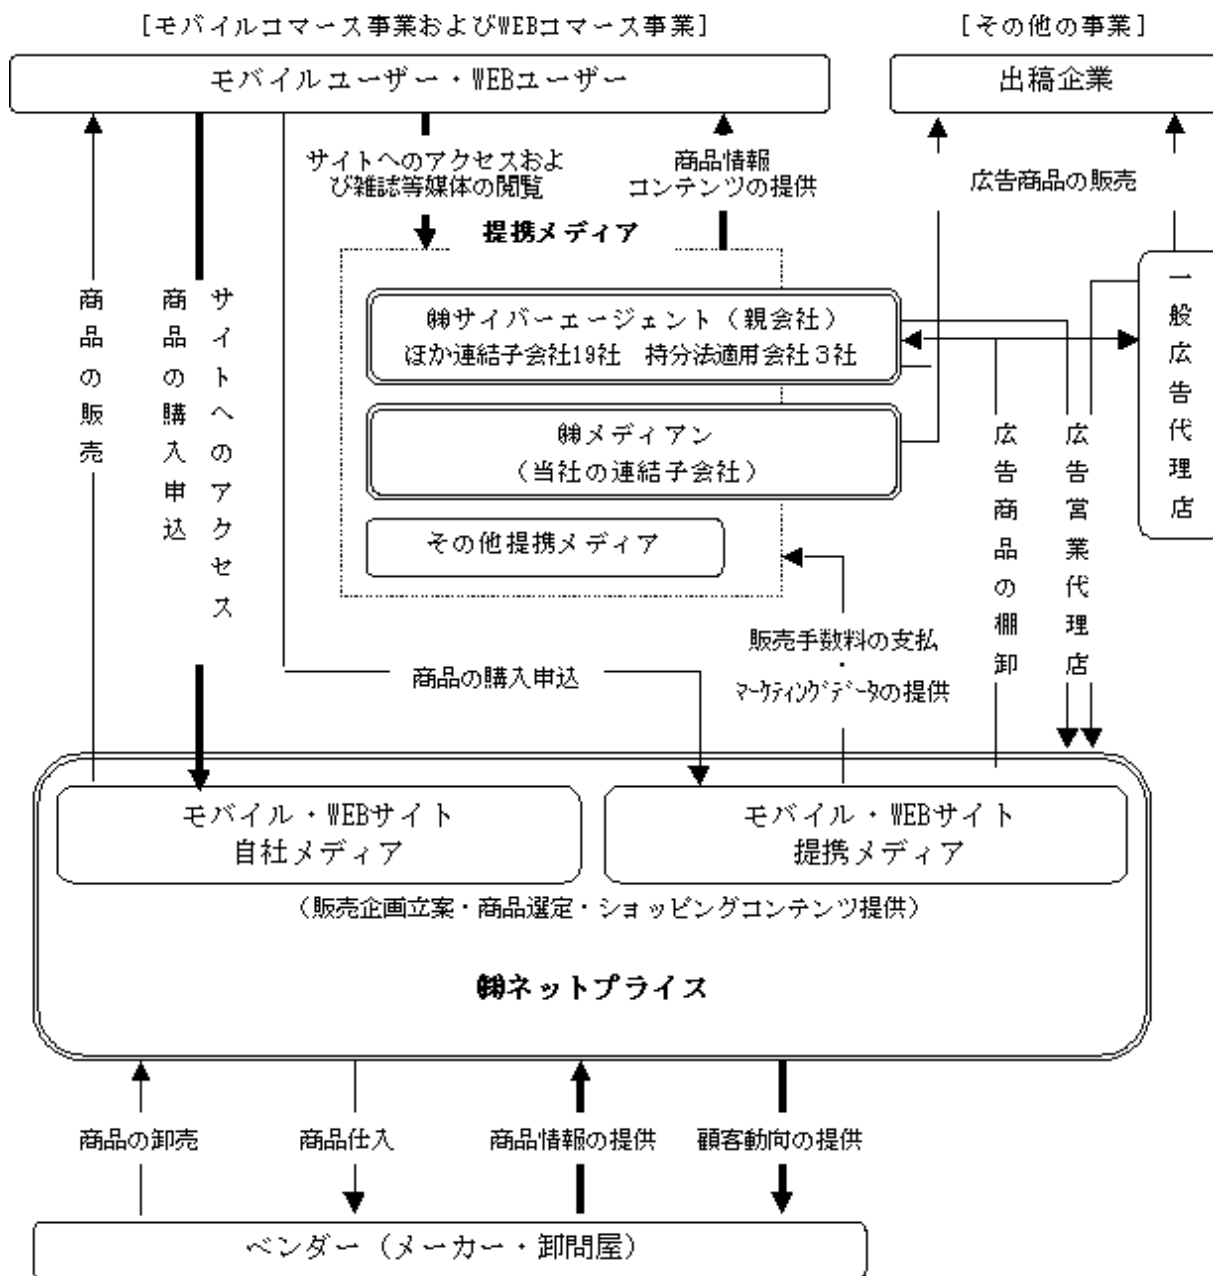 [モバイルコマース事業およびWEBコマース事業]
[その他の事業]
モバイルユーザー・WEBユーザー
出稿企業
サイトへのアクセスおよ
び雑誌等媒体の閲覧
商品情報
コンテンツの提供
広告商品の販売
提携メディア
商品の販売
商品の購入申込
サイトへのアクセス
㈱サイバーエージェント（親会社）
ほか連結子会社19社　持分法適用会社３社
㈱メディアン
（当社の連結子会社）
その他提携メディア
一般広告代理店
広告商品の棚卸
広告営業代理店
販売手数料の支払
・
ﾏｰｹﾃｨﾝｸﾞﾃﾞｰﾀの提供
商品の購入申込
モバイル・WEBサイト
自社メディア
モバイル・WEBサイト
提携メディア
（販売企画立案・商品選定・ショッピングコンテンツ提供）
㈱ネットプライス
商品の卸売
商品仕入
商品情報の提供
顧客動向の提供
ベンダー（メーカー・卸問屋）